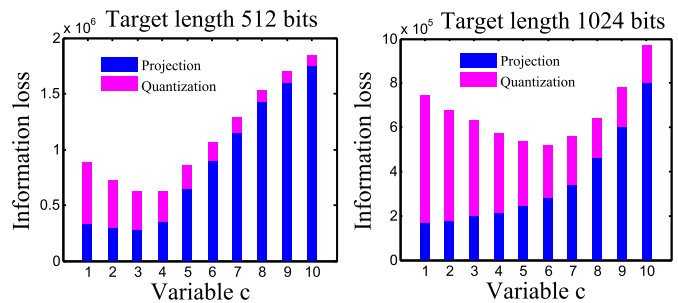 Target length 512 bits
x 10^6
2
1.5
1
0.5
0
Information loss
Projection
Quantization
1 2 3 4 5 6 7 8 9 10
Variable c
Target length 1024 bits
x 10^5
10
8
6
4
2
0
Information loss
Projection
Quantization
1 2 3 4 5 6 7 8 9 10
Variable c